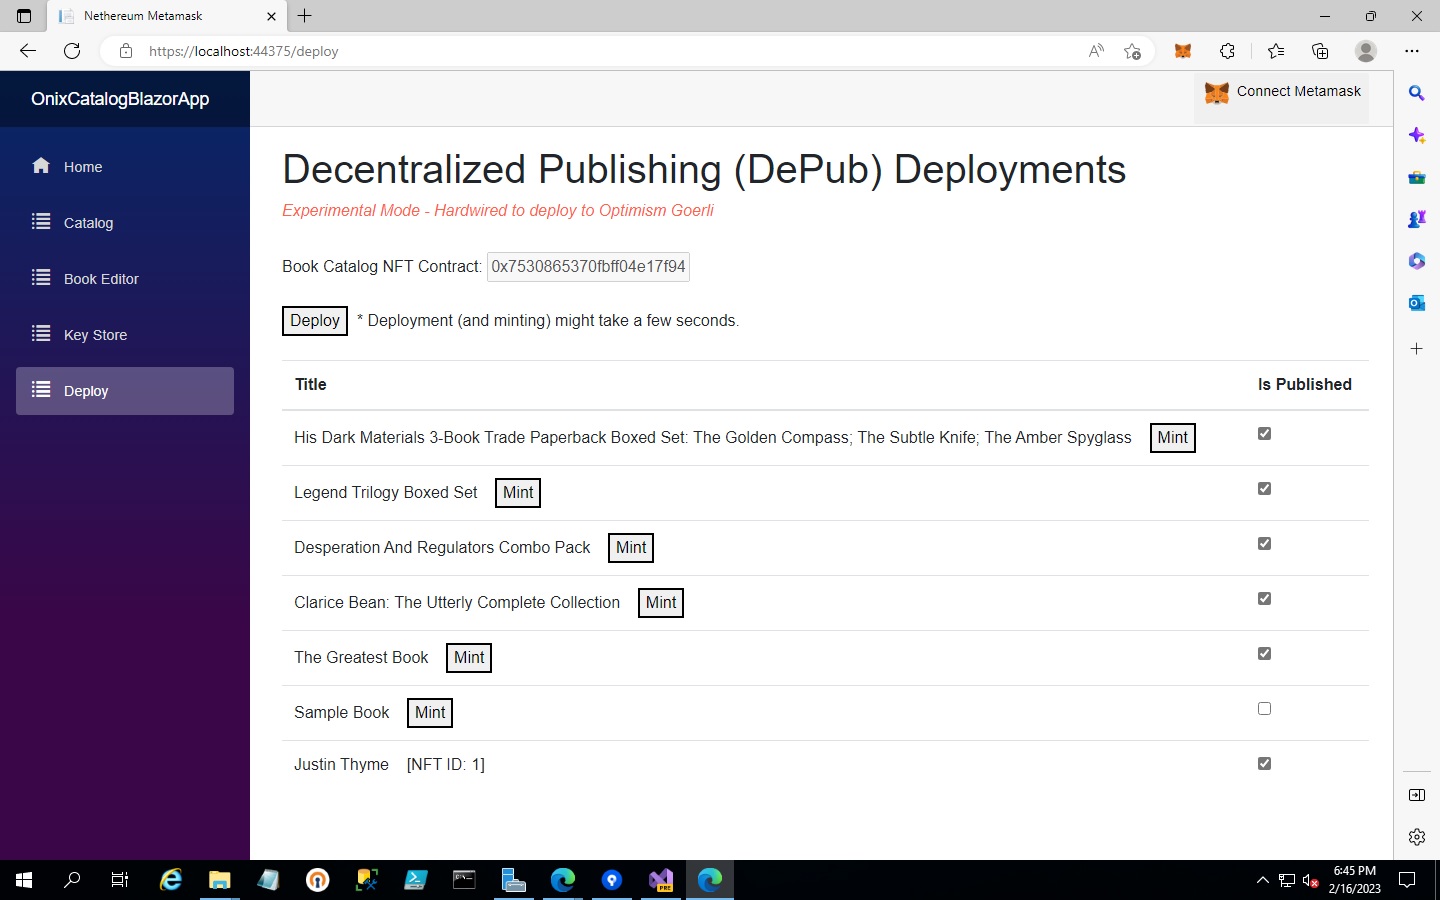 Nethereum Metamask
https://localhost:44375/deploy
OnixCatalogBlazorApp
Connect Metamask
Home
Catalog
Book Editor
Key Store
Deploy
Decentralized Publishing (DePub) Deployments
Experimental Mode - Hardwired to deploy to Optimism Goerli
Book Catalog NFT Contract: 0x7530865370fbff04e17f94
Deploy * Deployment (and minting) might take a few seconds.
Title Is Published
His Dark Materials 3-Book Trade Paperback Boxed Set: The Golden Compass; The Subtle Knife; The Amber Spyglass Mint
Legend Trilogy Boxed Set Mint
Desperation And Regulators Combo Pack Mint
Clarice Bean: The Utterly Complete Collection Mint
The Greatest Book Mint
Sample Book Mint
Justin Thyme [NFT ID: 1]
PRE
6:45 PM
2/16/2023